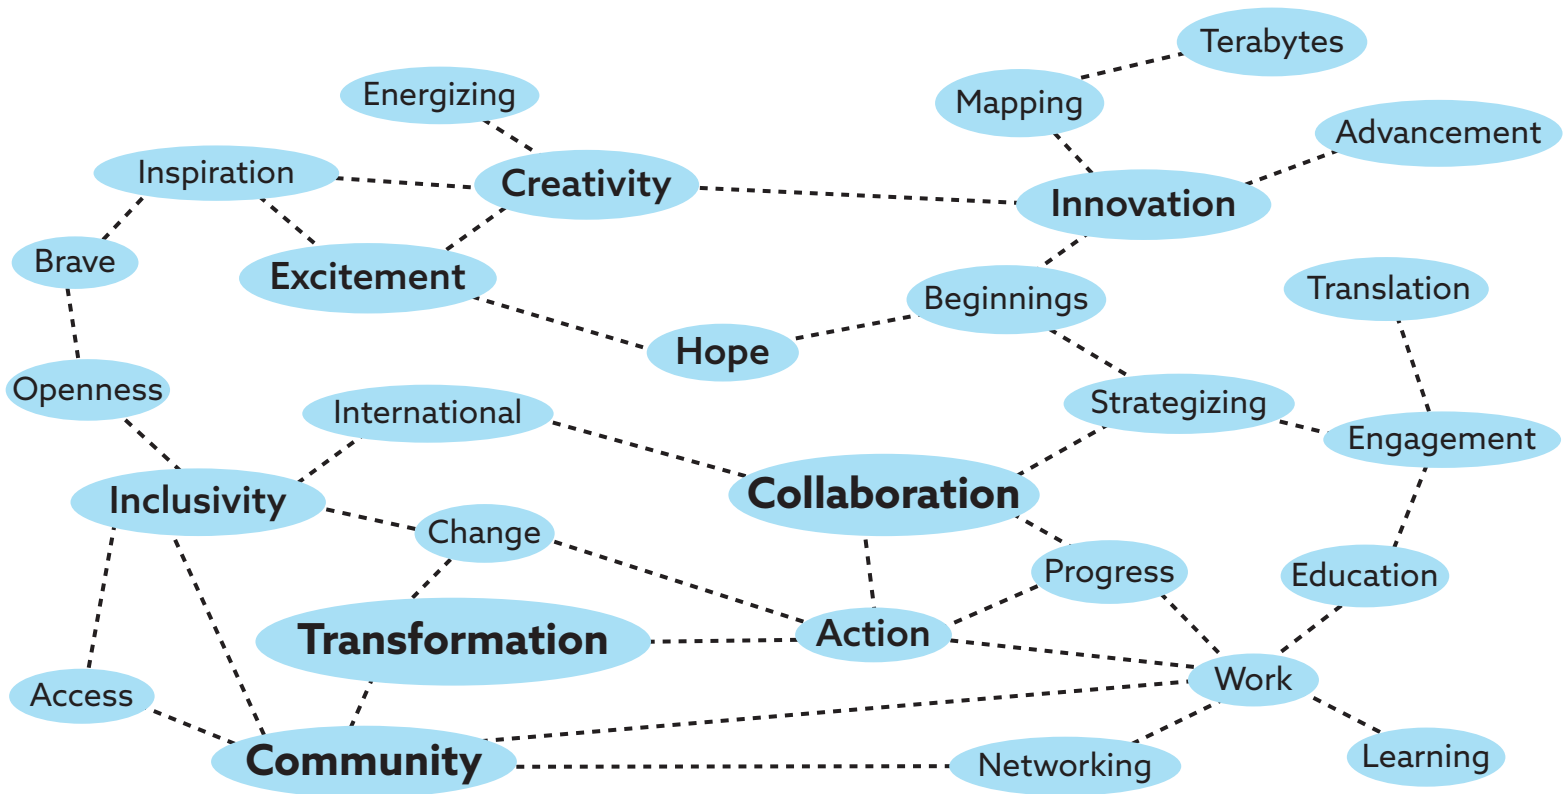 Terabytes
Energizing
Mapping
Advancement
Inspiration
Creativity
Innovation
Brave
Excitement
Beginnings
Translation
Hope
Openness
International
Strategizing
Engagement
Inclusivity
Collaboration
Change
Progress
Education
Transformation
Action
Access
Work
Community
Networking
Learning